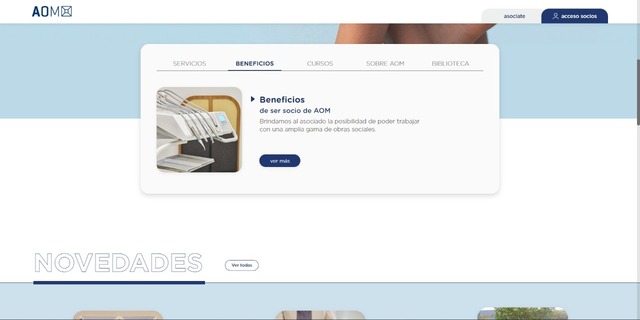 AOM
asociate
acceso socios
SERVICIOS
BENEFICIOS
CURSOS
SOBRE AOM
BIBLIOTECA
Beneficios
de ser socio de AOM
Brindamos al asociado la posibilidad de poder trabajar
con una amplia gama de obras sociales.
ver más
NOVEDADES
Ver todas